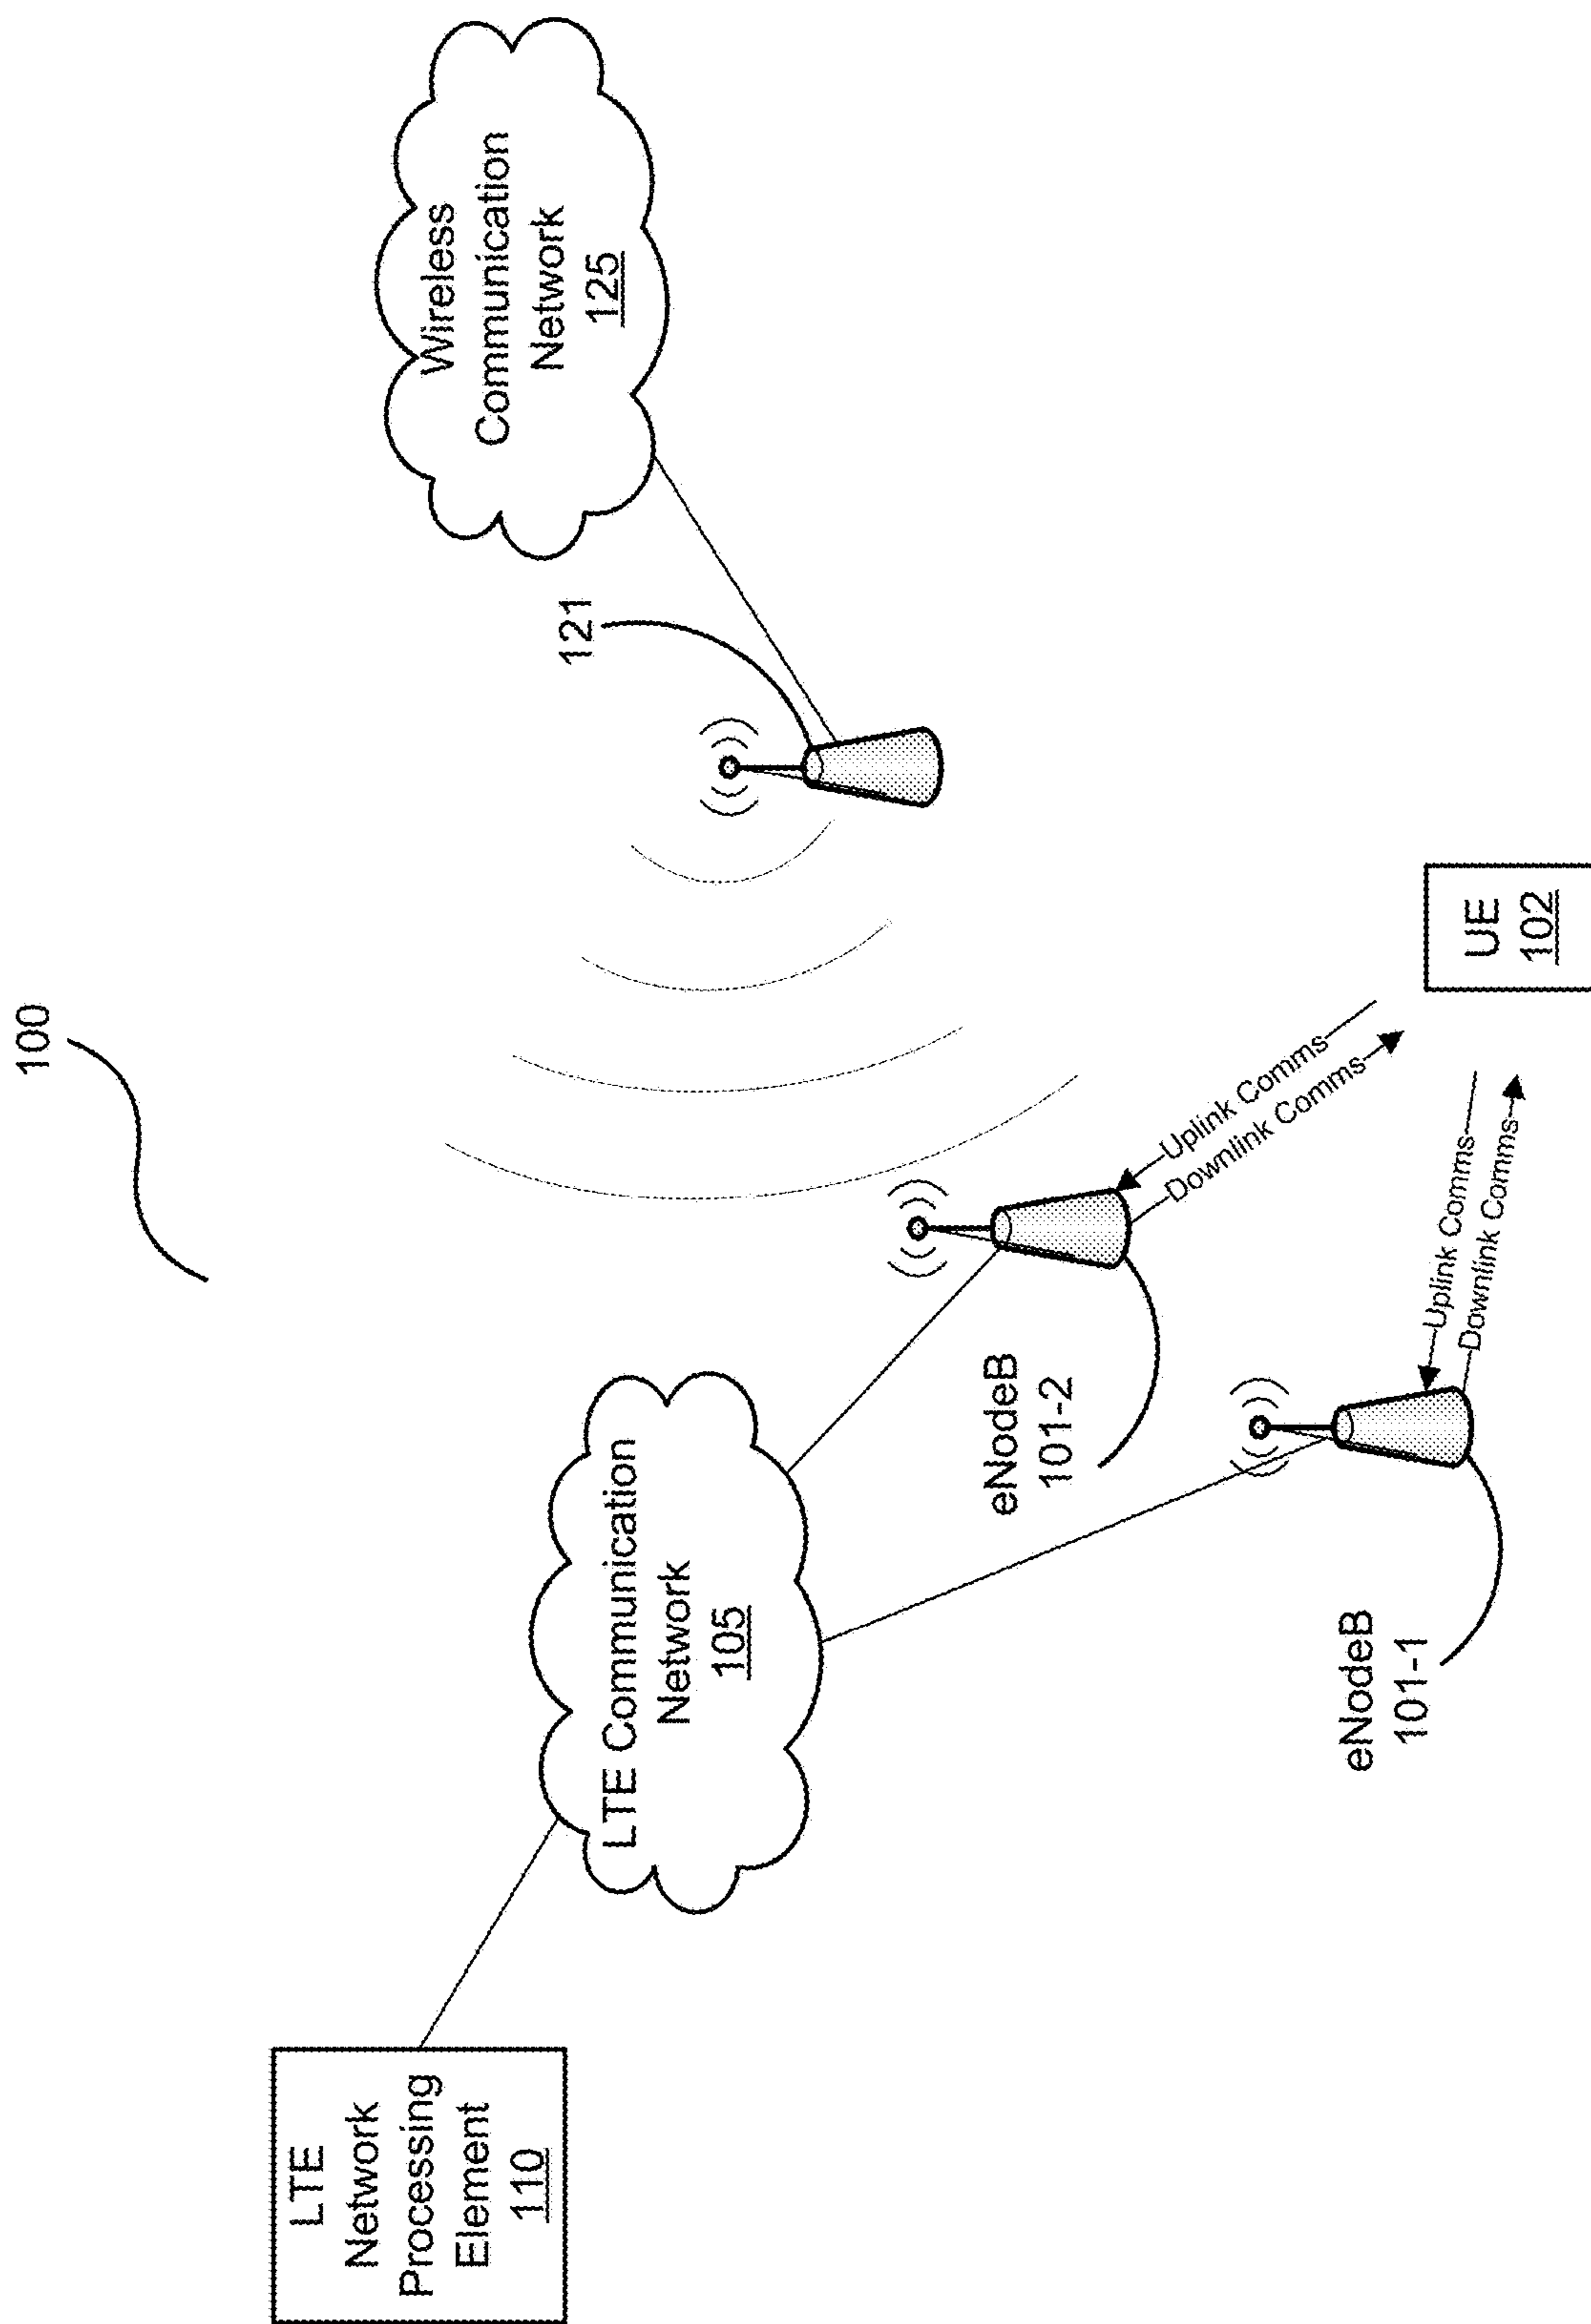 100
LTE
Network
Processing
Element
110
LTE Communication
Network
105
Wireless
Communication
Network
125
121
eNodeB
101-2
Uplink Comms
Downlink Comms
eNodeB
101-1
Uplink Comms
Downlink Comms
UE
102